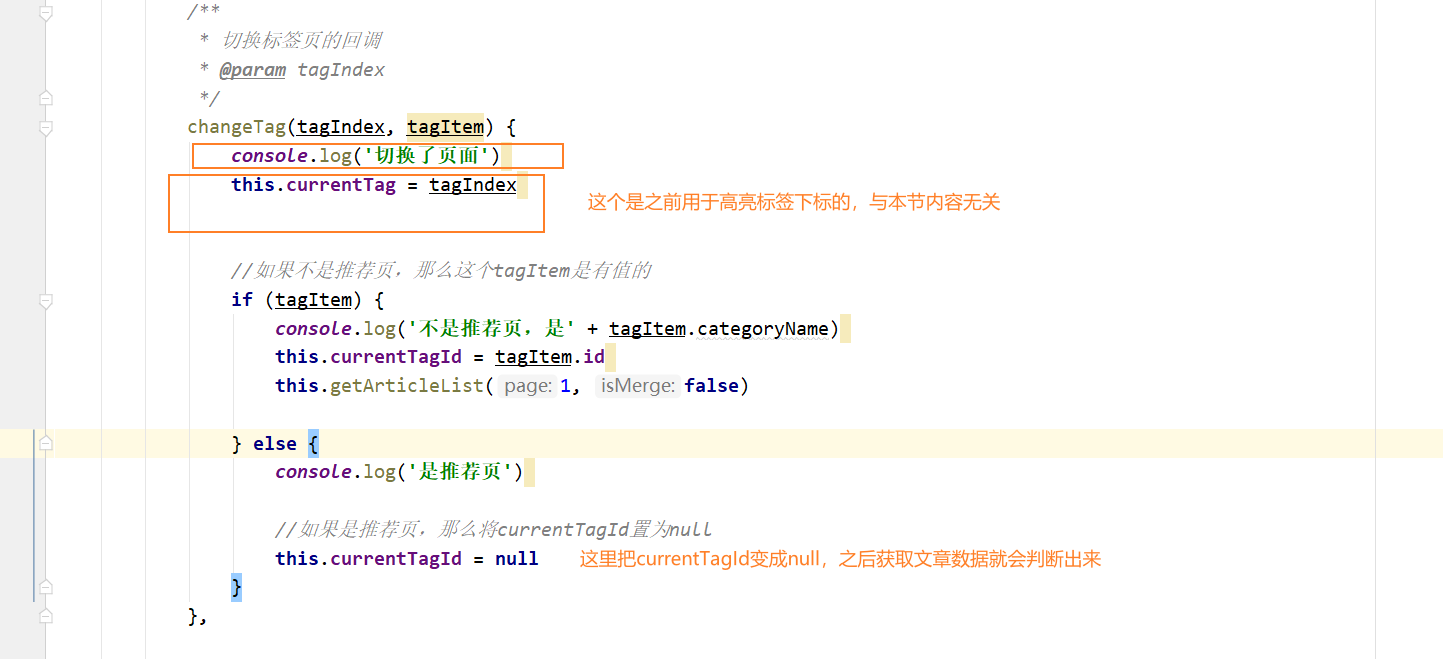 /**
* 切换标签页的回调
* @param tagIndex
*/
changeTag(tagIndex, tagItem) {
console.log('切换了页面')
this.currentTag = tagIndex
这个是之前用于高亮标签下标的，与本节内容无关
//如果不是推荐页，那么这个tagItem是有值的
if (tagItem) {
console.log('不是推荐页，是' + tagItem.categoryName)
this.currentTagId = tagItem.id
this.getArticleList( page: 1, isMerge: false)
} else {
console.log('是推荐页')
//如果是推荐页，那么将currentTagId置为null
this.currentTagId = null 这里把currentTagId变成null，之后获取文章数据就会判断出来
}
},